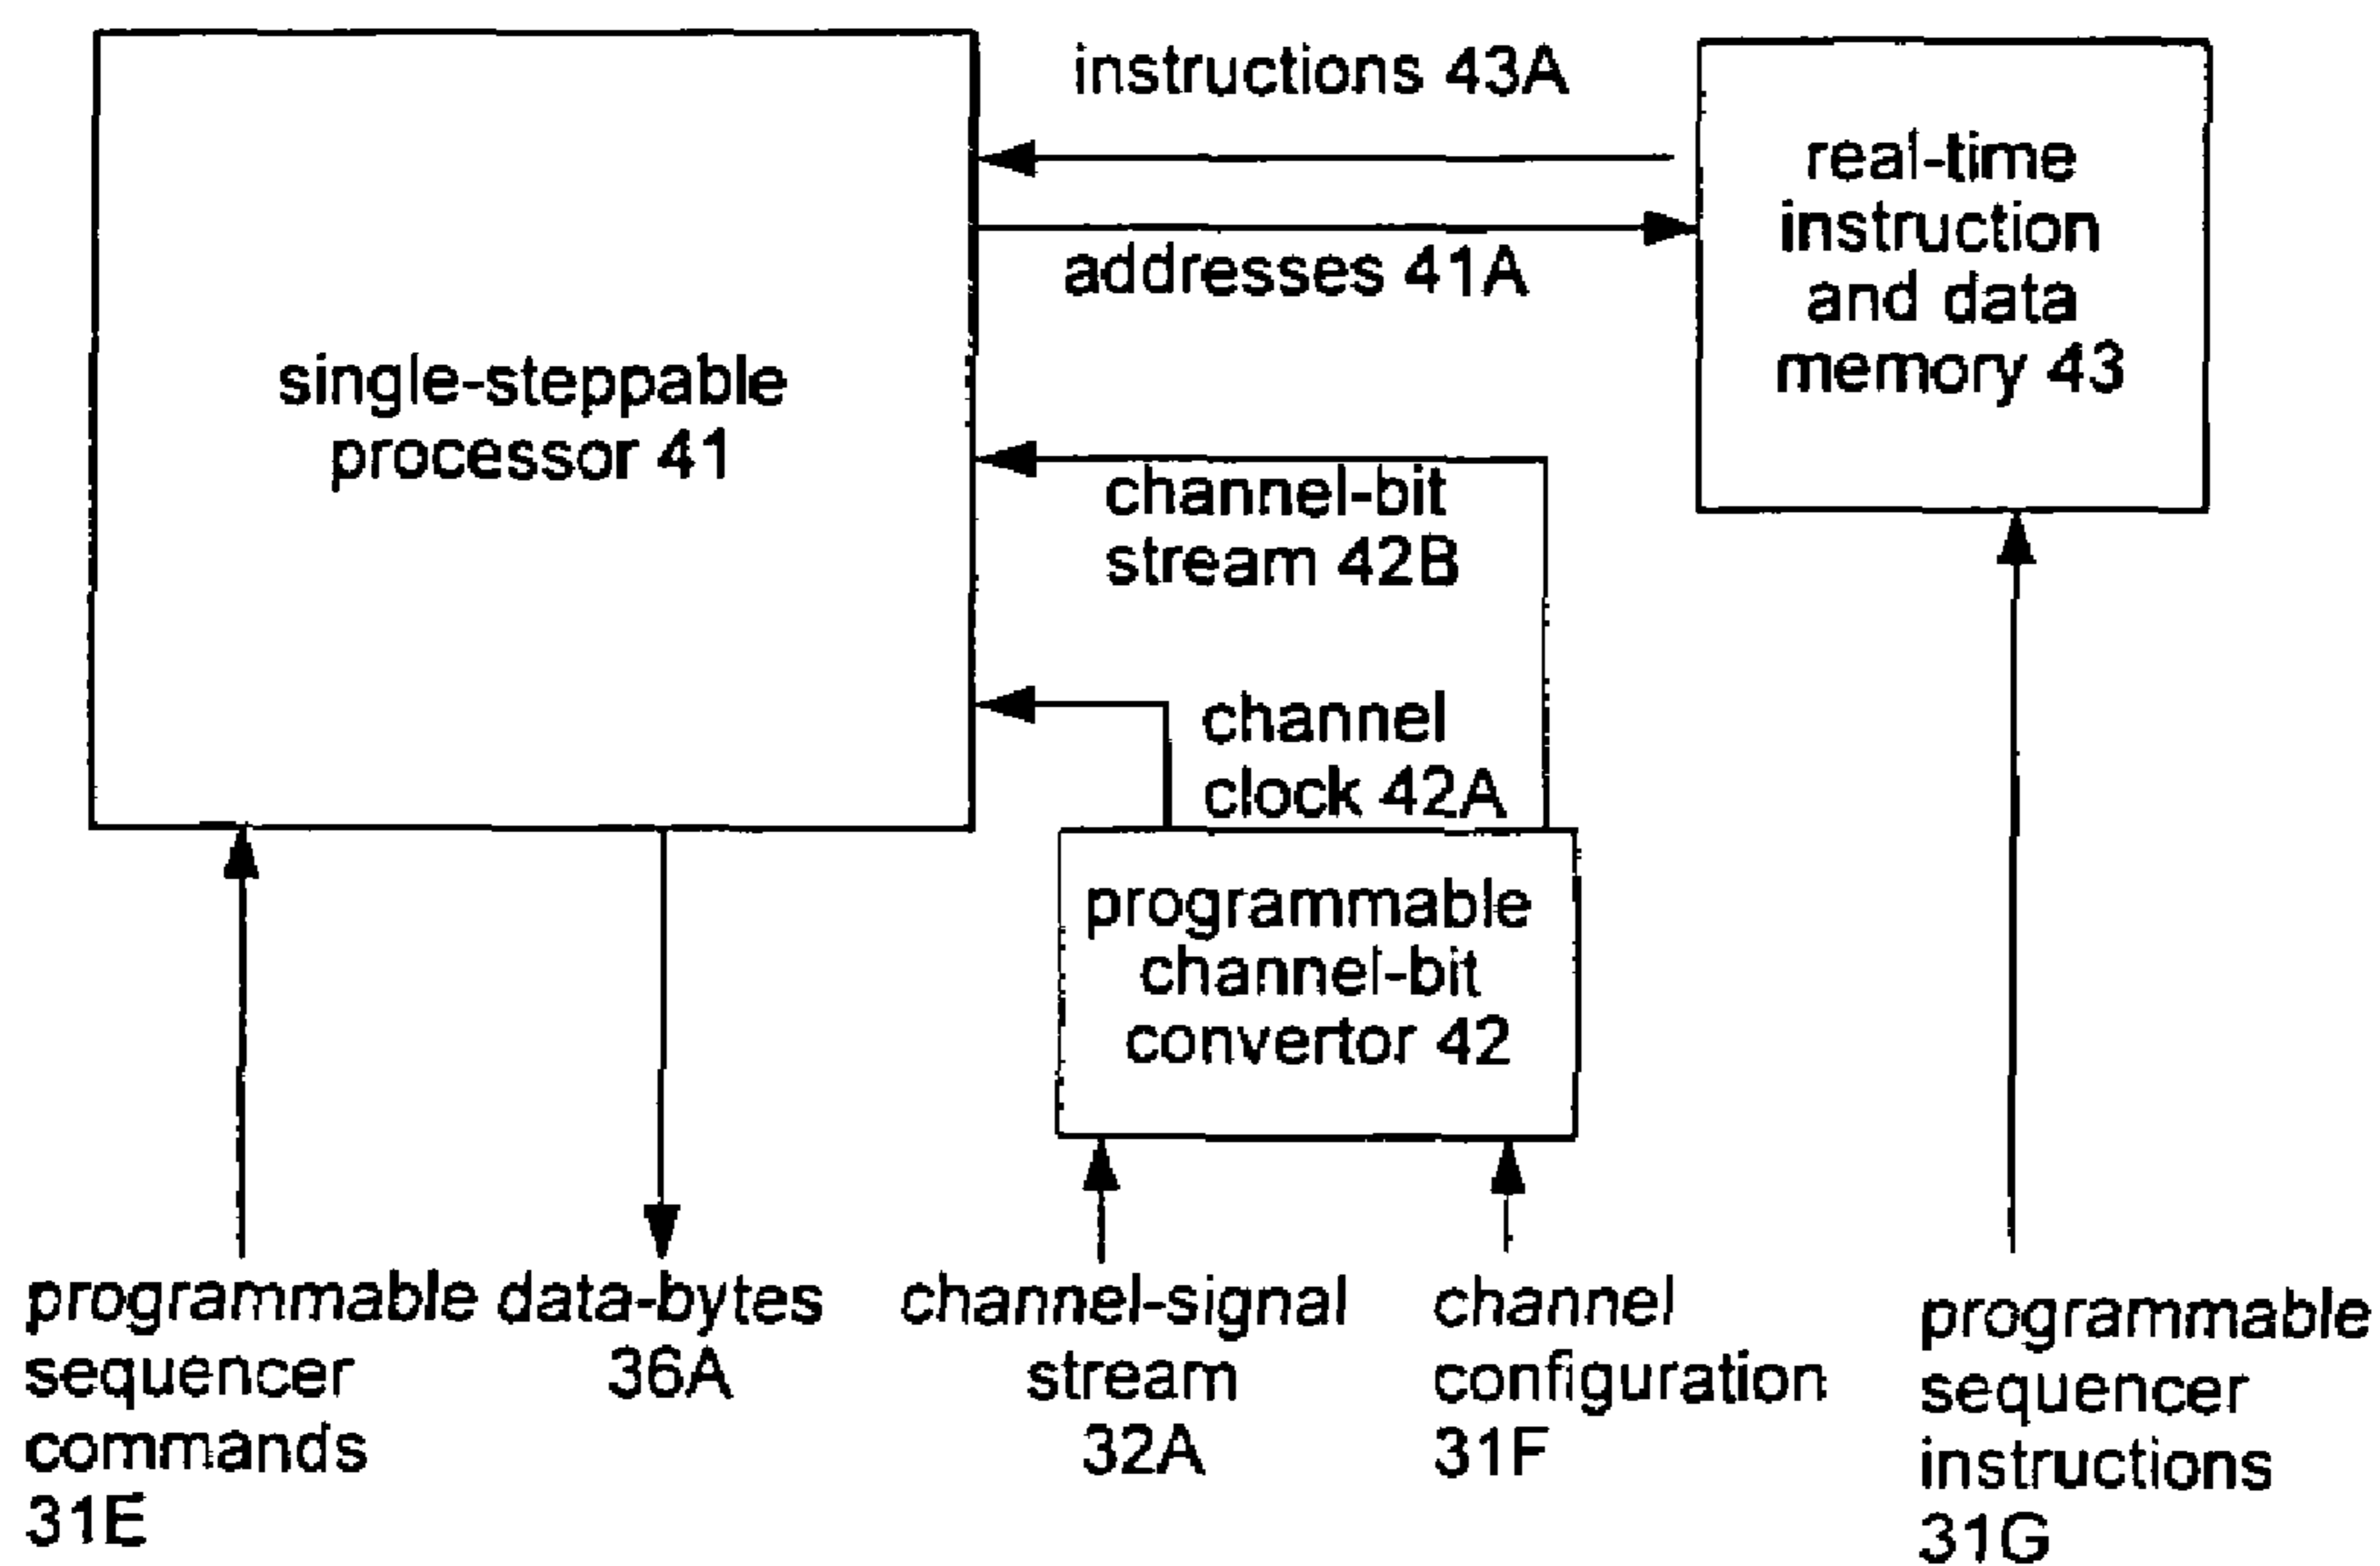 instructions 43A
real-time
instruction
and data
memory 43
addresses 41A
single-steppable
processor 41
channel-bit
stream 42B
channel
clock 42A
programmable
channel-bit
convertor 42
programmable
sequencer
commands
31E
data-bytes
36A
channel-signal
stream
32A
channel
configuration
31F
programmable
sequencer
instructions
31G